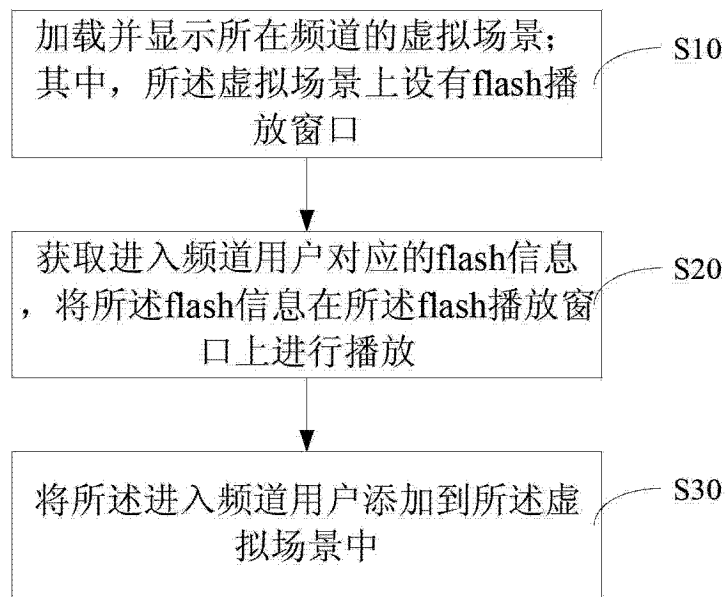 加载并显示所在频道的虚拟场景;
其中，所述虚拟场景上设有flash播
放窗口
S10
获取进入频道用户对应的flash信息
，将所述flash信息在所述flash播放窗
口上进行播放
S20
将所述进入频道用户添加到所述虚
拟场景中
S30